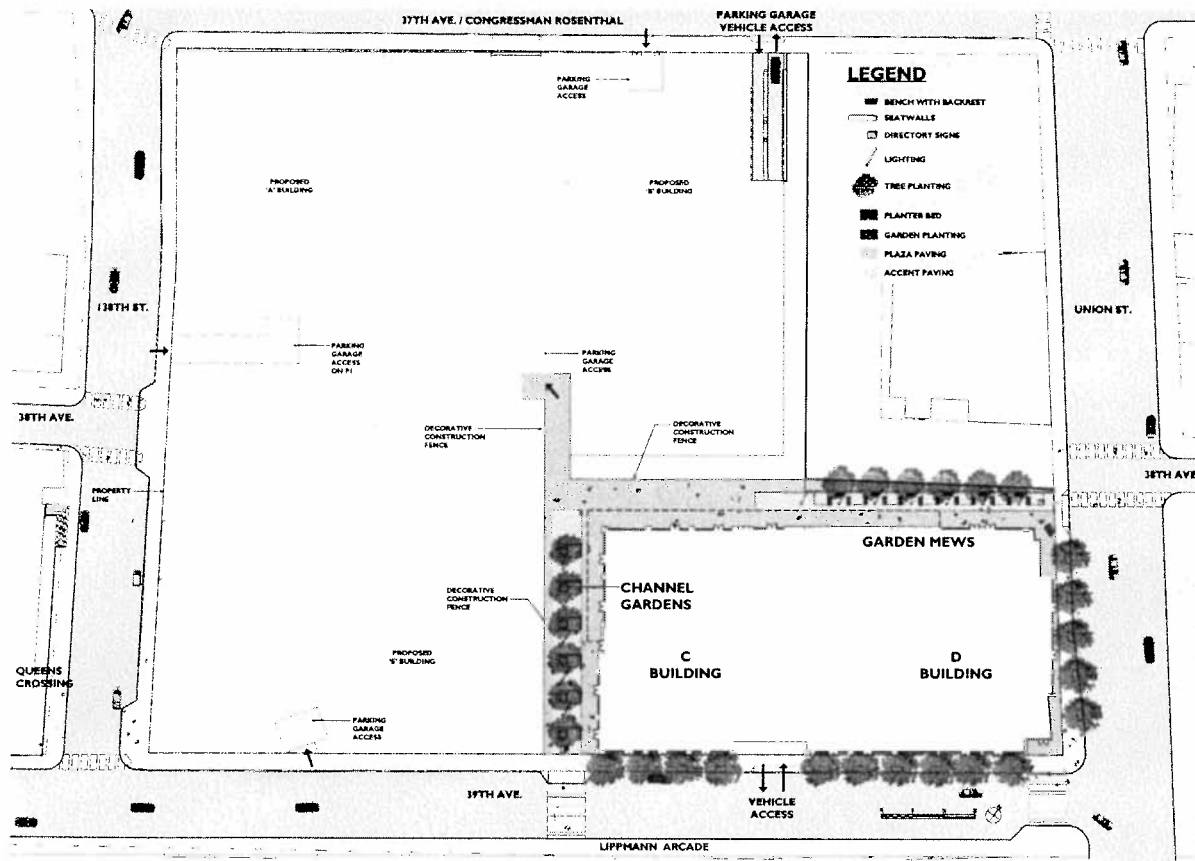 37TH AVE. / CONGRESSMAN ROSENTHAL
PARKING GARAGE
VEHICLE ACCESS
PARKING
GARAGE
ACCESS
LEGEND
BENCH WITH BACKREST
SEATWALLS
DIRECTORY SIGNS
LIGHTING
TREE PLANTING
PLANTER BED
GARDEN PLANTING
PLAZA PAVING
ACCENT PAVING
PROPOSED
'A' BUILDING
PROPOSED
'B' BUILDING
138TH ST.
UNION ST.
PARKING
GARAGE
ACCESS
ON P1
PARKING
GARAGE
ACCESS
38TH AVE.
DECORATIVE
CONSTRUCTION
FENCE
DECORATIVE
CONSTRUCTION
FENCE
38TH AVE.
PROPERTY
LINE
GARDEN MEWS
DECORATIVE
CONSTRUCTION
FENCE
CHANNEL
GARDENS
QUEENS
CROSSING
PROPOSED
'E' BUILDING
C
BUILDING
D
BUILDING
PARKING
GARAGE
ACCESS
39TH AVE.
VEHICLE
ACCESS
LIPPMANN ARCADE